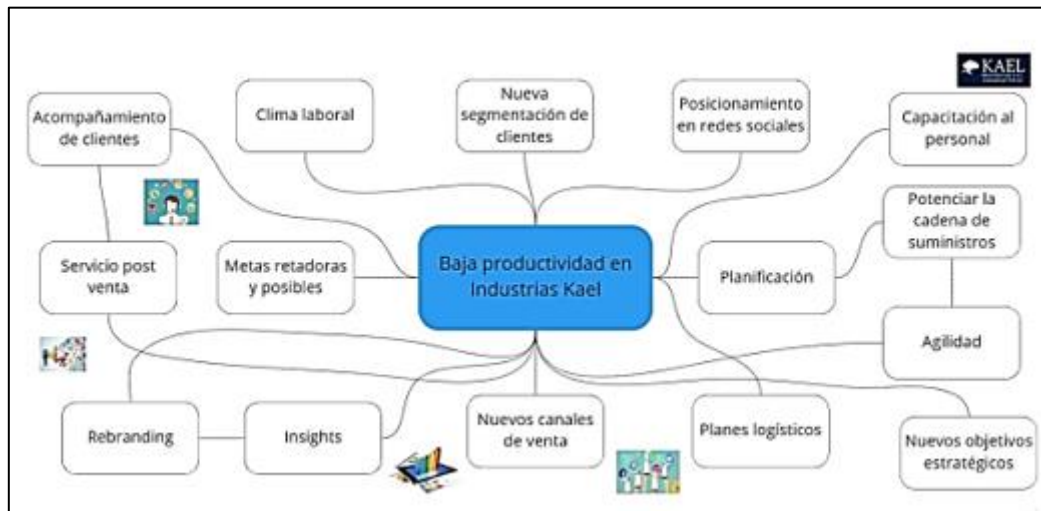 KAEL
Acompañamiento
de clientes
Clima laboral
Nueva
segmentación de
clientes
Posicionamiento
en redes sociales
Capacitación al
personal
Potenciar la
cadena de
suministros
Servicio post
venta
Metas retadoras
y posibles
Baja productividad en
Industrias Kael
Planificación
Agilidad
Rebranding
Insights
Nuevos canales
de venta
Planes logísticos
Nuevos objetivos
estratégicos